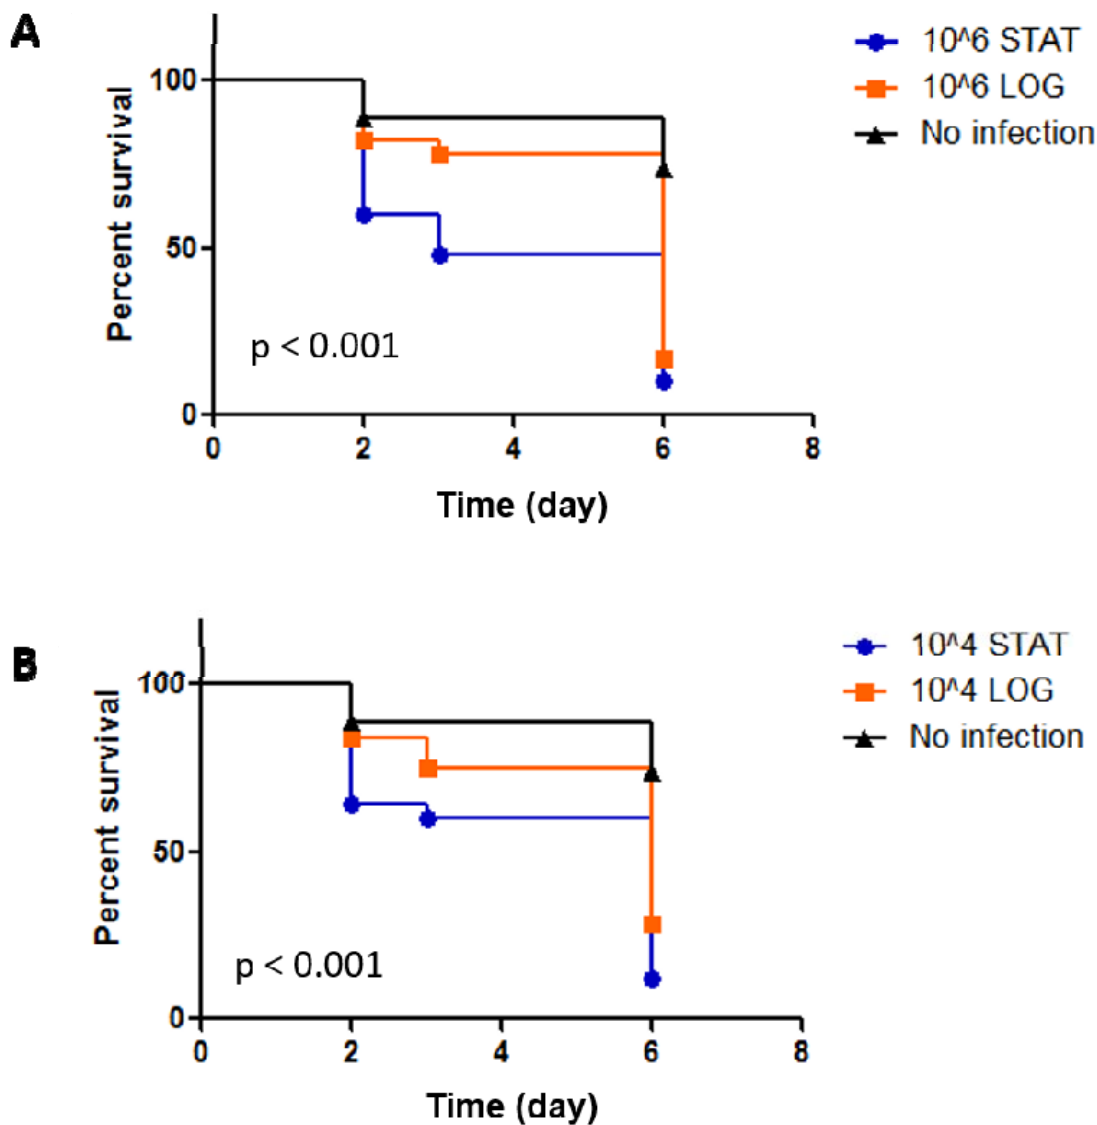 A
10^6 STAT
10^6 LOG
No infection
100
50
0
Percent survival
p < 0.001
0 2 4 6 8
Time (day)
B
10^4 STAT
10^4 LOG
No infection
100
50
0
Percent survival
p < 0.001
0 2 4 6 8
Time (day)